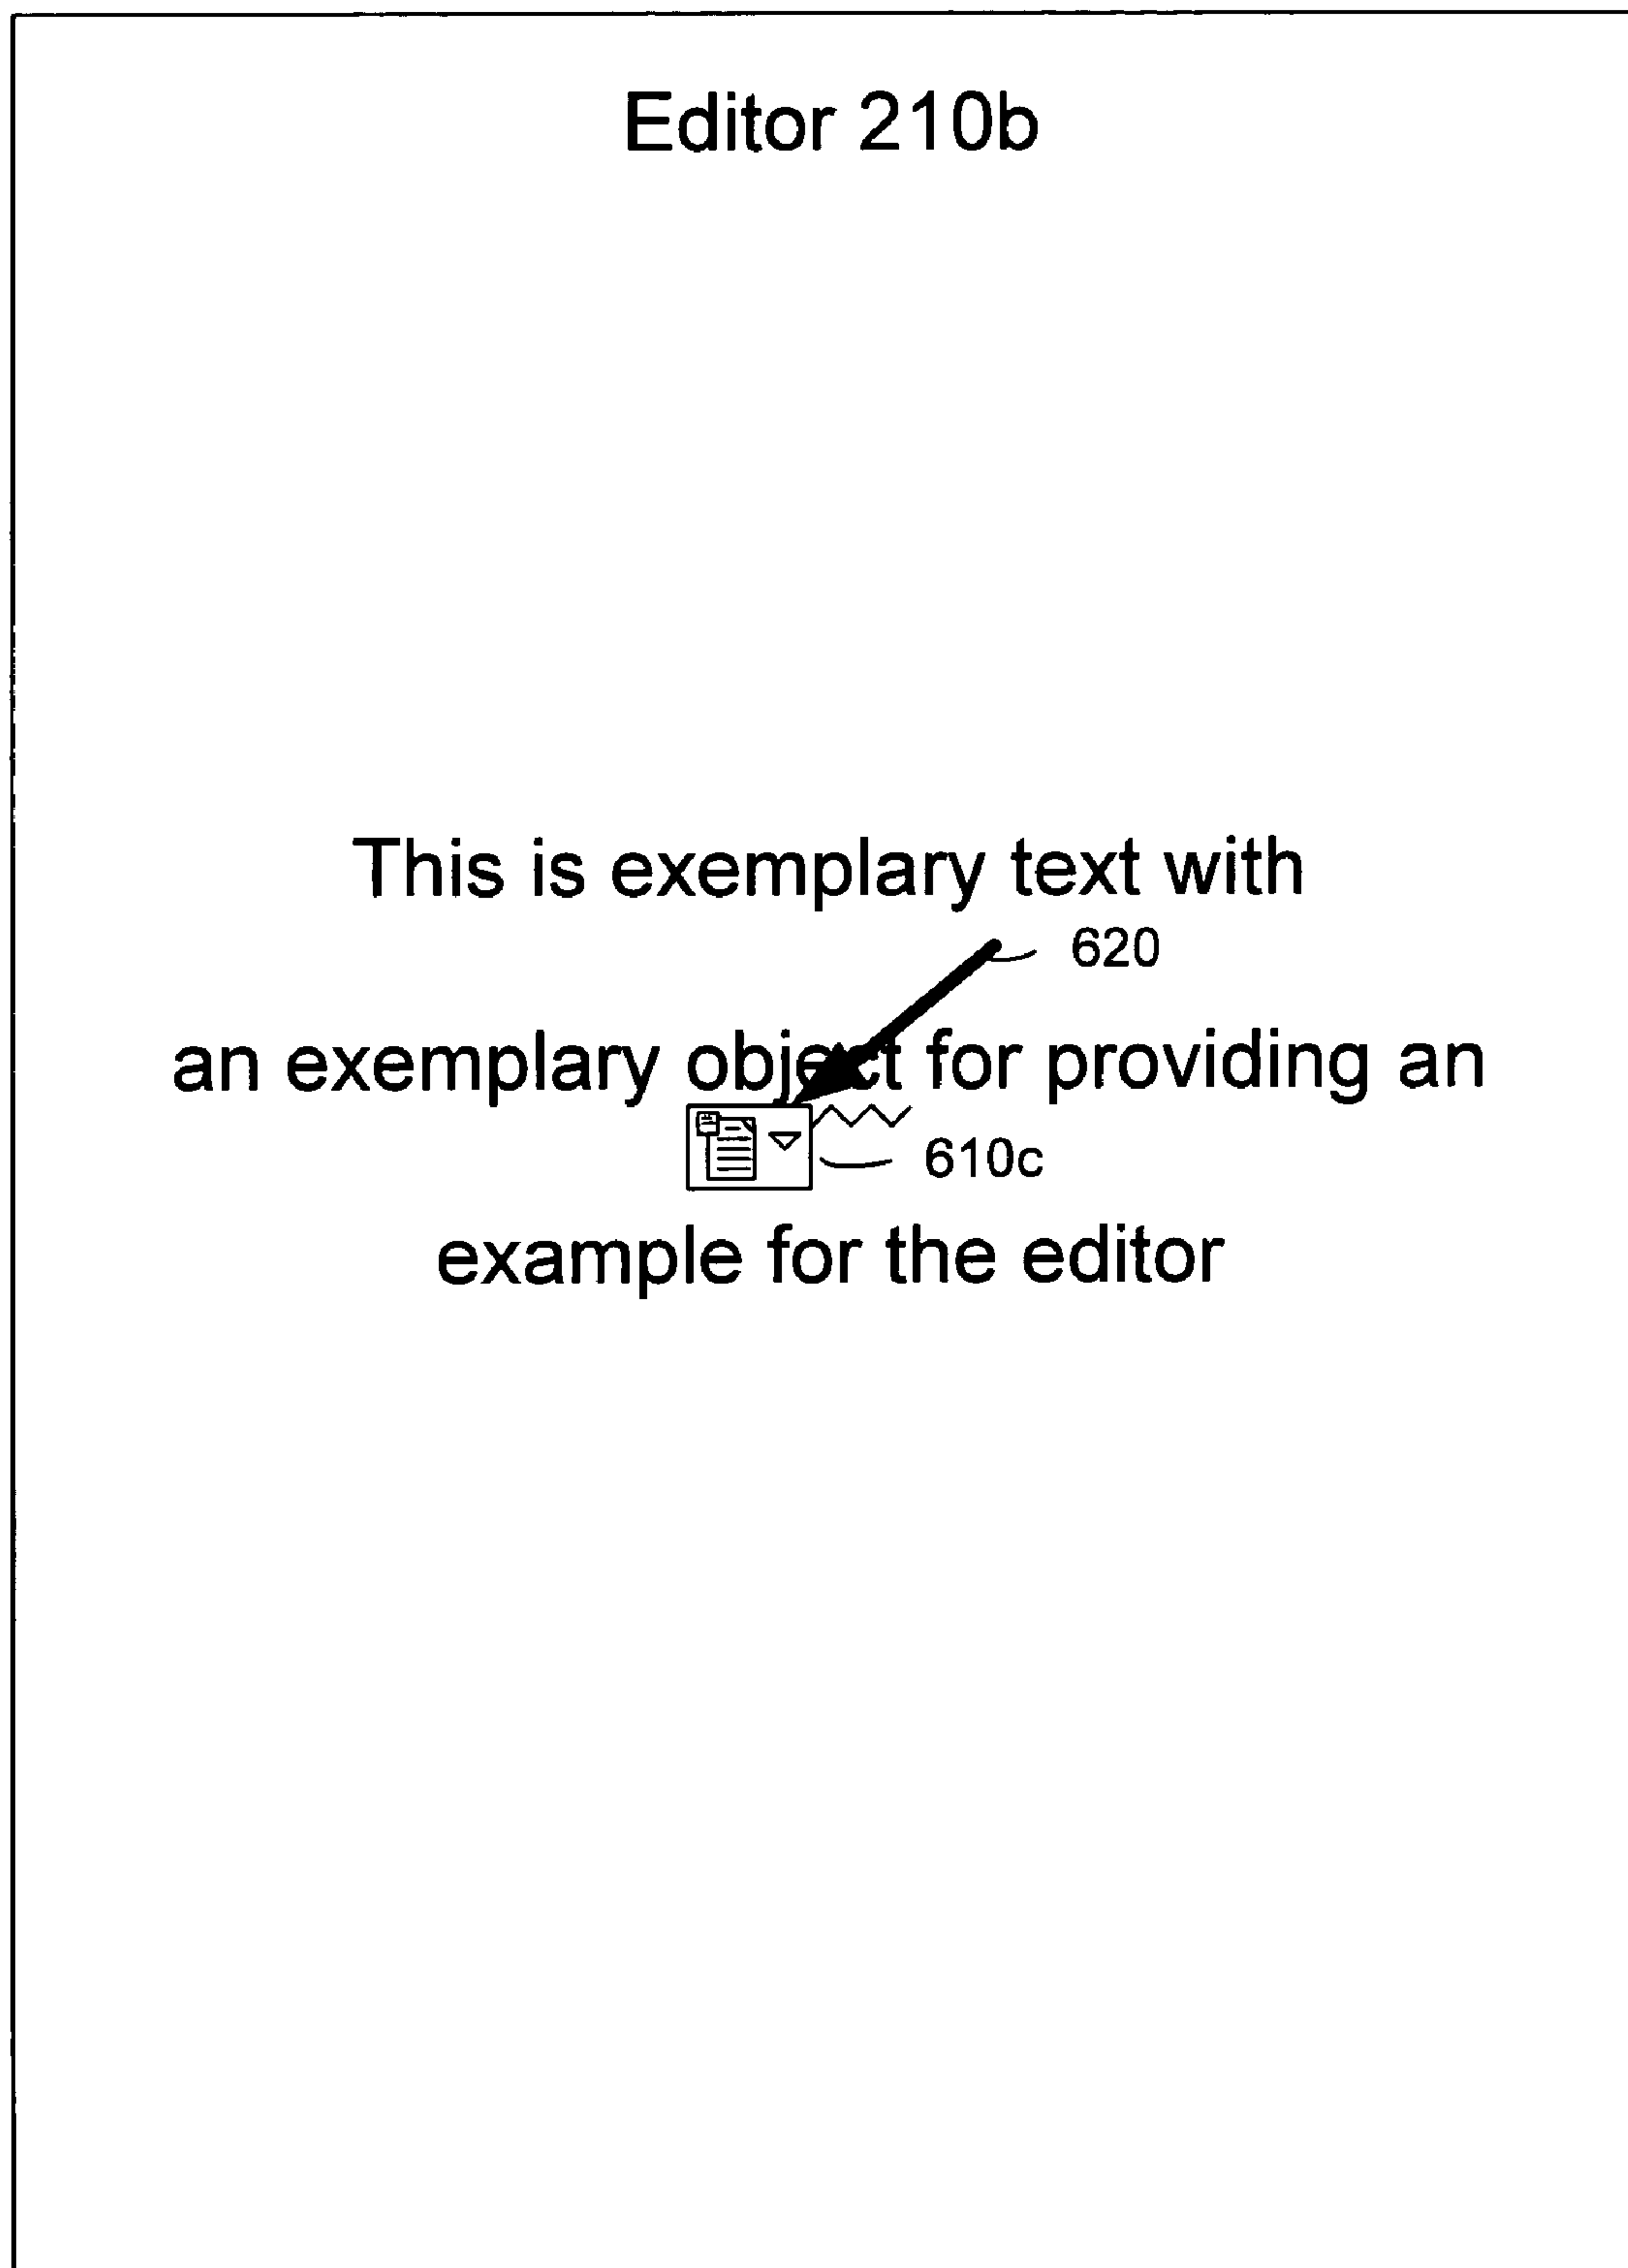 Editor 210b
This is exemplary text with
620
an exemplary object for providing an
610c
example for the editor